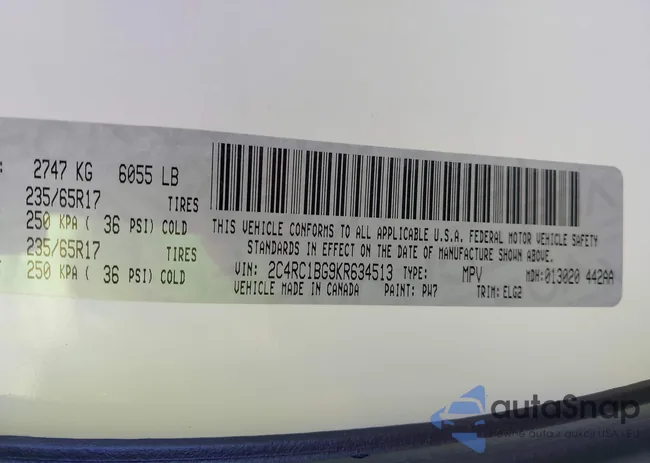 2747 KG 6055 LB
235/65R17 TIRES
250 KPA ( 36 PSI) COLD
235/65R17 TIRES
250 KPA ( 36 PSI) COLD
THIS VEHICLE CONFORMS TO ALL APPLICABLE U.S.A. FEDERAL MOTOR VEHICLE SAFETY
STANDARDS IN EFFECT ON THE DATE OF MANUFACTURE SHOWN ABOVE.
VIN: 2C4RC1BG9KR634513 TYPE: MPV MDH:013020 442AA
VEHICLE MADE IN CANADA PAINT: PW7 TRIM: ELG2
autoSnap